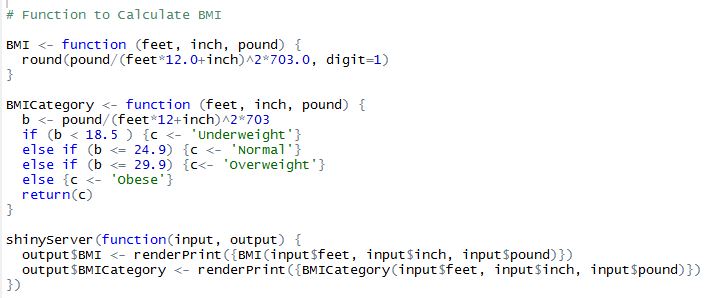 # Function to Calculate BMI
BMI <- function (feet, inch, pound) {
round(pound/(feet*12.0+inch)^2*703.0, digit=1)
}
BMICategory <- function (feet, inch, pound) {
b <- pound/(feet*12+inch)^2*703
if (b < 18.5 ) {c <- 'Underweight'}
else if (b <= 24.9) {c <- 'Normal'}
else if (b <= 29.9) {c<- 'Overweight'}
else {c <- 'Obese'}
return(c)
}
shinyServer(function(input, output) {
output$BMI <- renderPrint({BMI(input$feet, input$inch, input$pound)})
output$BMICategory <- renderPrint({BMICategory(input$feet, input$inch, input$pound)})
})